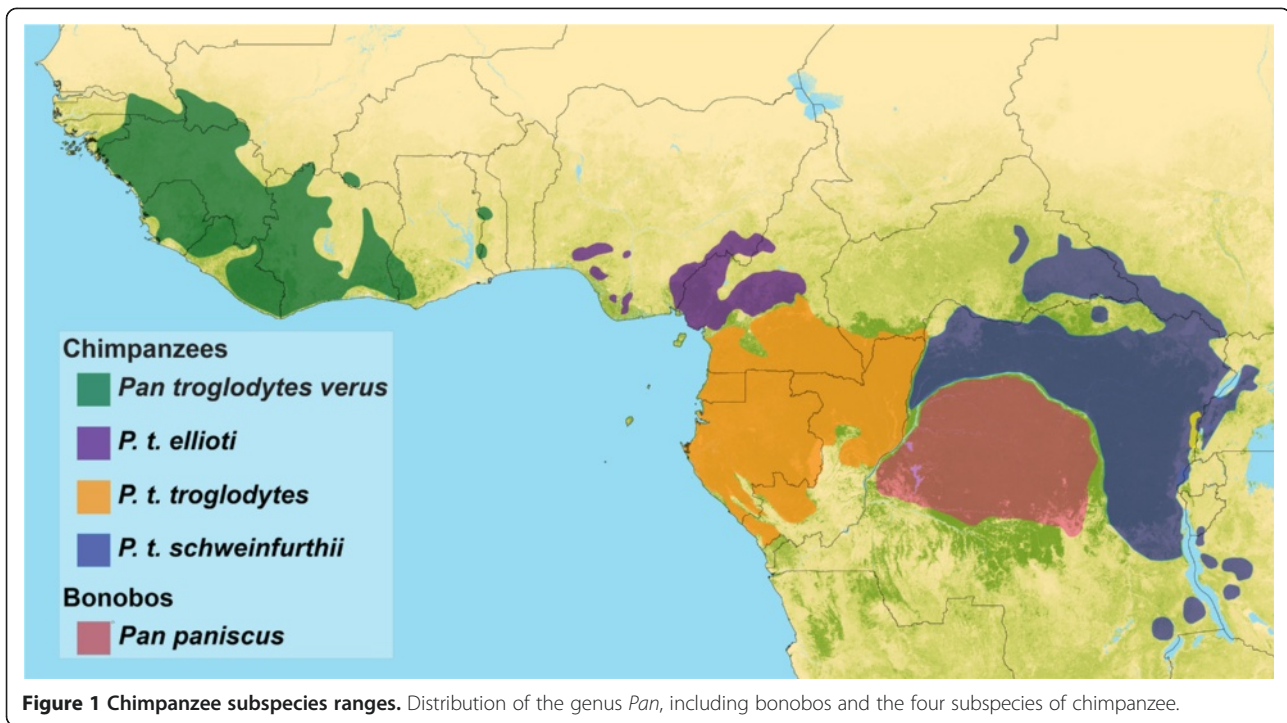 Chimpanzees
Pan troglodytes verus
P. t. ellioti
P. t. troglodytes
P. t. schweinfurthii
Bonobos
Pan paniscus
Figure 1 Chimpanzee subspecies ranges. Distribution of the genus Pan, including bonobos and the four subspecies of chimpanzee.